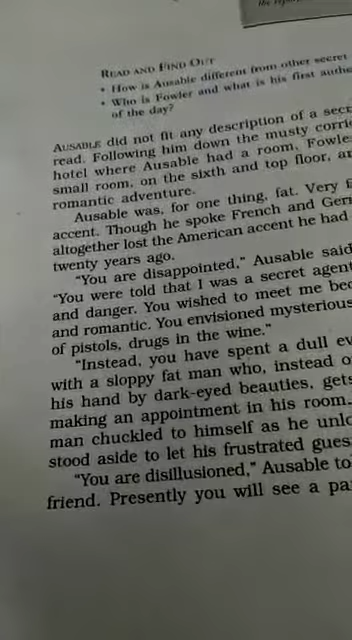 READ AND FIND OUT
• How is Ausable different from other secret
• Who is Fowler and what is his first authe
of the day?
AUSABLE did not fit any description of a secr
read. Following him down the musty corri
hotel where Ausable had a room, Fowle
small room, on the sixth and top floor, a
romantic adventure.
Ausable was, for one thing, fat. Very f
accent. Though he spoke French and Ger
altogether lost the American accent he had
twenty years ago.
"You are disappointed," Ausable said
"You were told that I was a secret agent
and danger. You wished to meet me bec
and romantic. You envisioned mysterious
of pistols, drugs in the wine."
"Instead, you have spent a dull ev
with a sloppy fat man who, instead o
his hand by dark-eyed beauties, gets
making an appointment in his room.
man chuckled to himself as he unlo
stood aside to let his frustrated gues
"You are disillusioned," Ausable to
friend. Presently you will see a pa